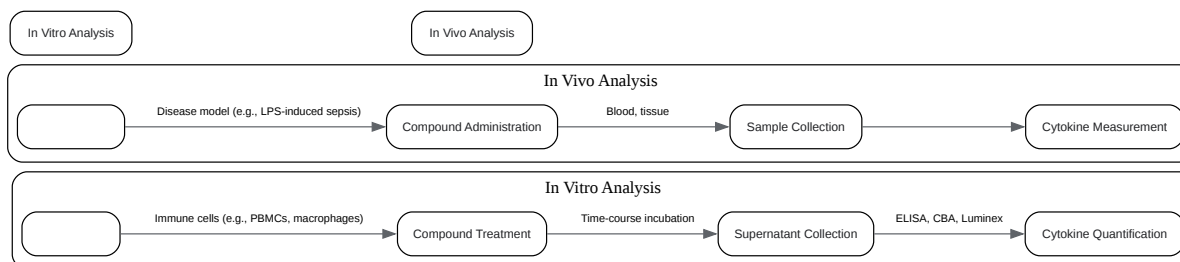 In Vitro Analysis
In Vivo Analysis
In Vivo Analysis
Disease model (e.g., LPS-induced sepsis)
Compound Administration
Blood, tissue
Sample Collection
Cytokine Measurement
In Vitro Analysis
Immune cells (e.g., PBMCs, macrophages)
Compound Treatment
Time-course incubation
Supernatant Collection
ELISA, CBA, Luminex
Cytokine Quantification